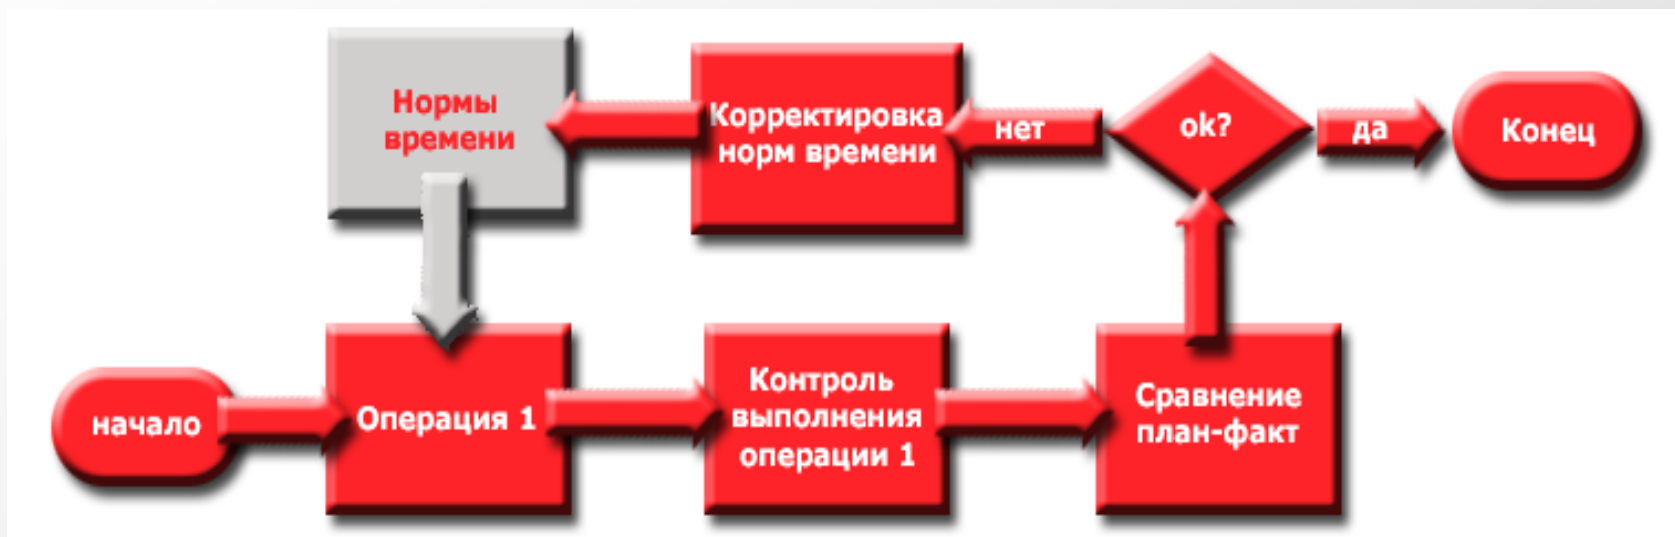 Нормы
времени
Корректировка
норм времени
нет
ok?
да
Конец
начало
Операция 1
Контроль
выполнения
операции 1
Сравнение
план-факт